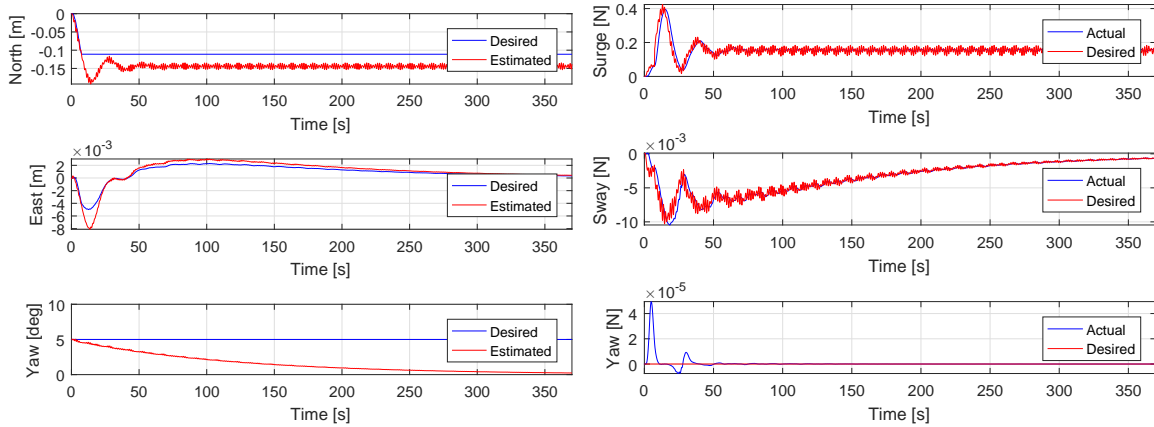 North [m]
0
-0.05
-0.1
-0.15
0 50 100 150 200 250 300 350
Time [s]
Desired
Estimated
East [m]
×10⁻³
2
0
-2
-4
-6
-8
0 50 100 150 200 250 300 350
Time [s]
Desired
Estimated
Yaw [deg]
10
5
0
0 50 100 150 200 250 300 350
Time [s]
Desired
Estimated
Surge [N]
0.4
0.2
0
0 50 100 150 200 250 300 350
Time [s]
Actual
Desired
Sway [N]
×10⁻³
0
-5
-10
0 50 100 150 200 250 300 350
Time [s]
Actual
Desired
Yaw [N]
×10⁻⁵
4
2
0
0 50 100 150 200 250 300 350
Time [s]
Actual
Desired